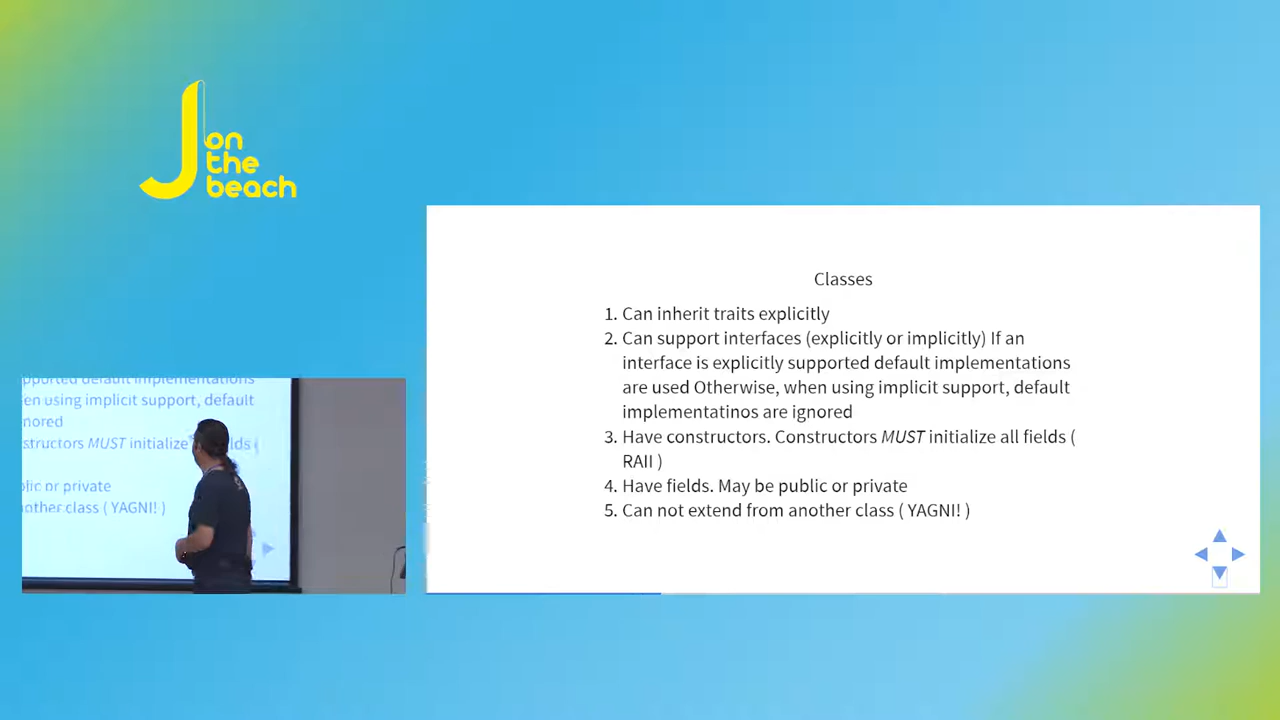 J on
the
beach
Classes
1. Can inherit traits explicitly
2. Can support interfaces (explicitly or implicitly) If an
interface is explicitly supported default implementations
are used Otherwise, when using implicit support, default
implementatinos are ignored
3. Have constructors. Constructors MUST initialize all fields (
RAII )
4. Have fields. May be public or private
5. Can not extend from another class ( YAGNI! )
pported default implementations
en using implicit support, default
nored
structors MUST initialize lds (
lic or private
nother class ( YAGNI! )